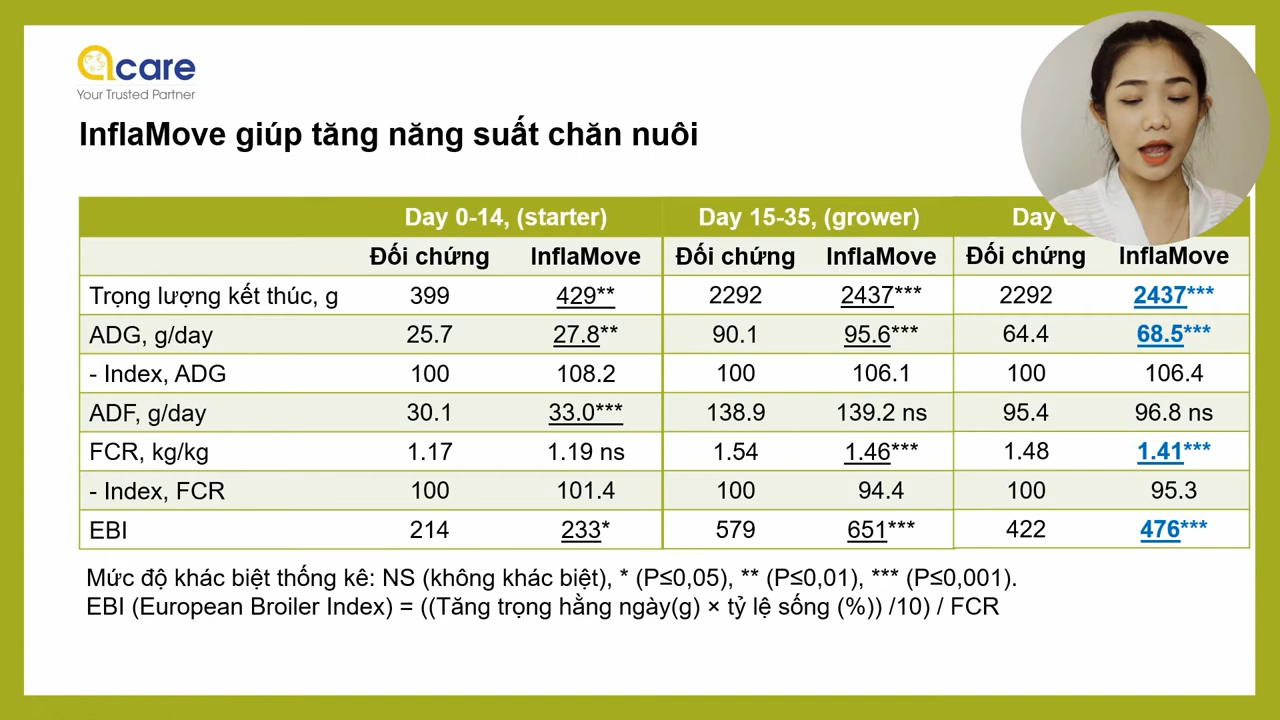 acare
Your Trusted Partner
InflaMove giúp tăng năng suất chăn nuôi
Day 0-14, (starter) Day 15-35, (grower) Day
Đối chứng InflaMove Đối chứng InflaMove Đối chứng InflaMove
Trọng lượng kết thúc, g 399 429** 2292 2437*** 2292 2437***
ADG, g/day 25.7 27.8** 90.1 95.6*** 64.4 68.5***
- Index, ADG 100 108.2 100 106.1 100 106.4
ADF, g/day 30.1 33.0*** 138.9 139.2 ns 95.4 96.8 ns
FCR, kg/kg 1.17 1.19 ns 1.54 1.46*** 1.48 1.41***
- Index, FCR 100 101.4 100 94.4 100 95.3
EBI 214 233* 579 651*** 422 476***
Mức độ khác biệt thống kê: NS (không khác biệt), * (P≤0,05), ** (P≤0,01), *** (P≤0,001).
EBI (European Broiler Index) = ((Tăng trọng hằng ngày(g) × tỷ lệ sống (%)) /10) / FCR